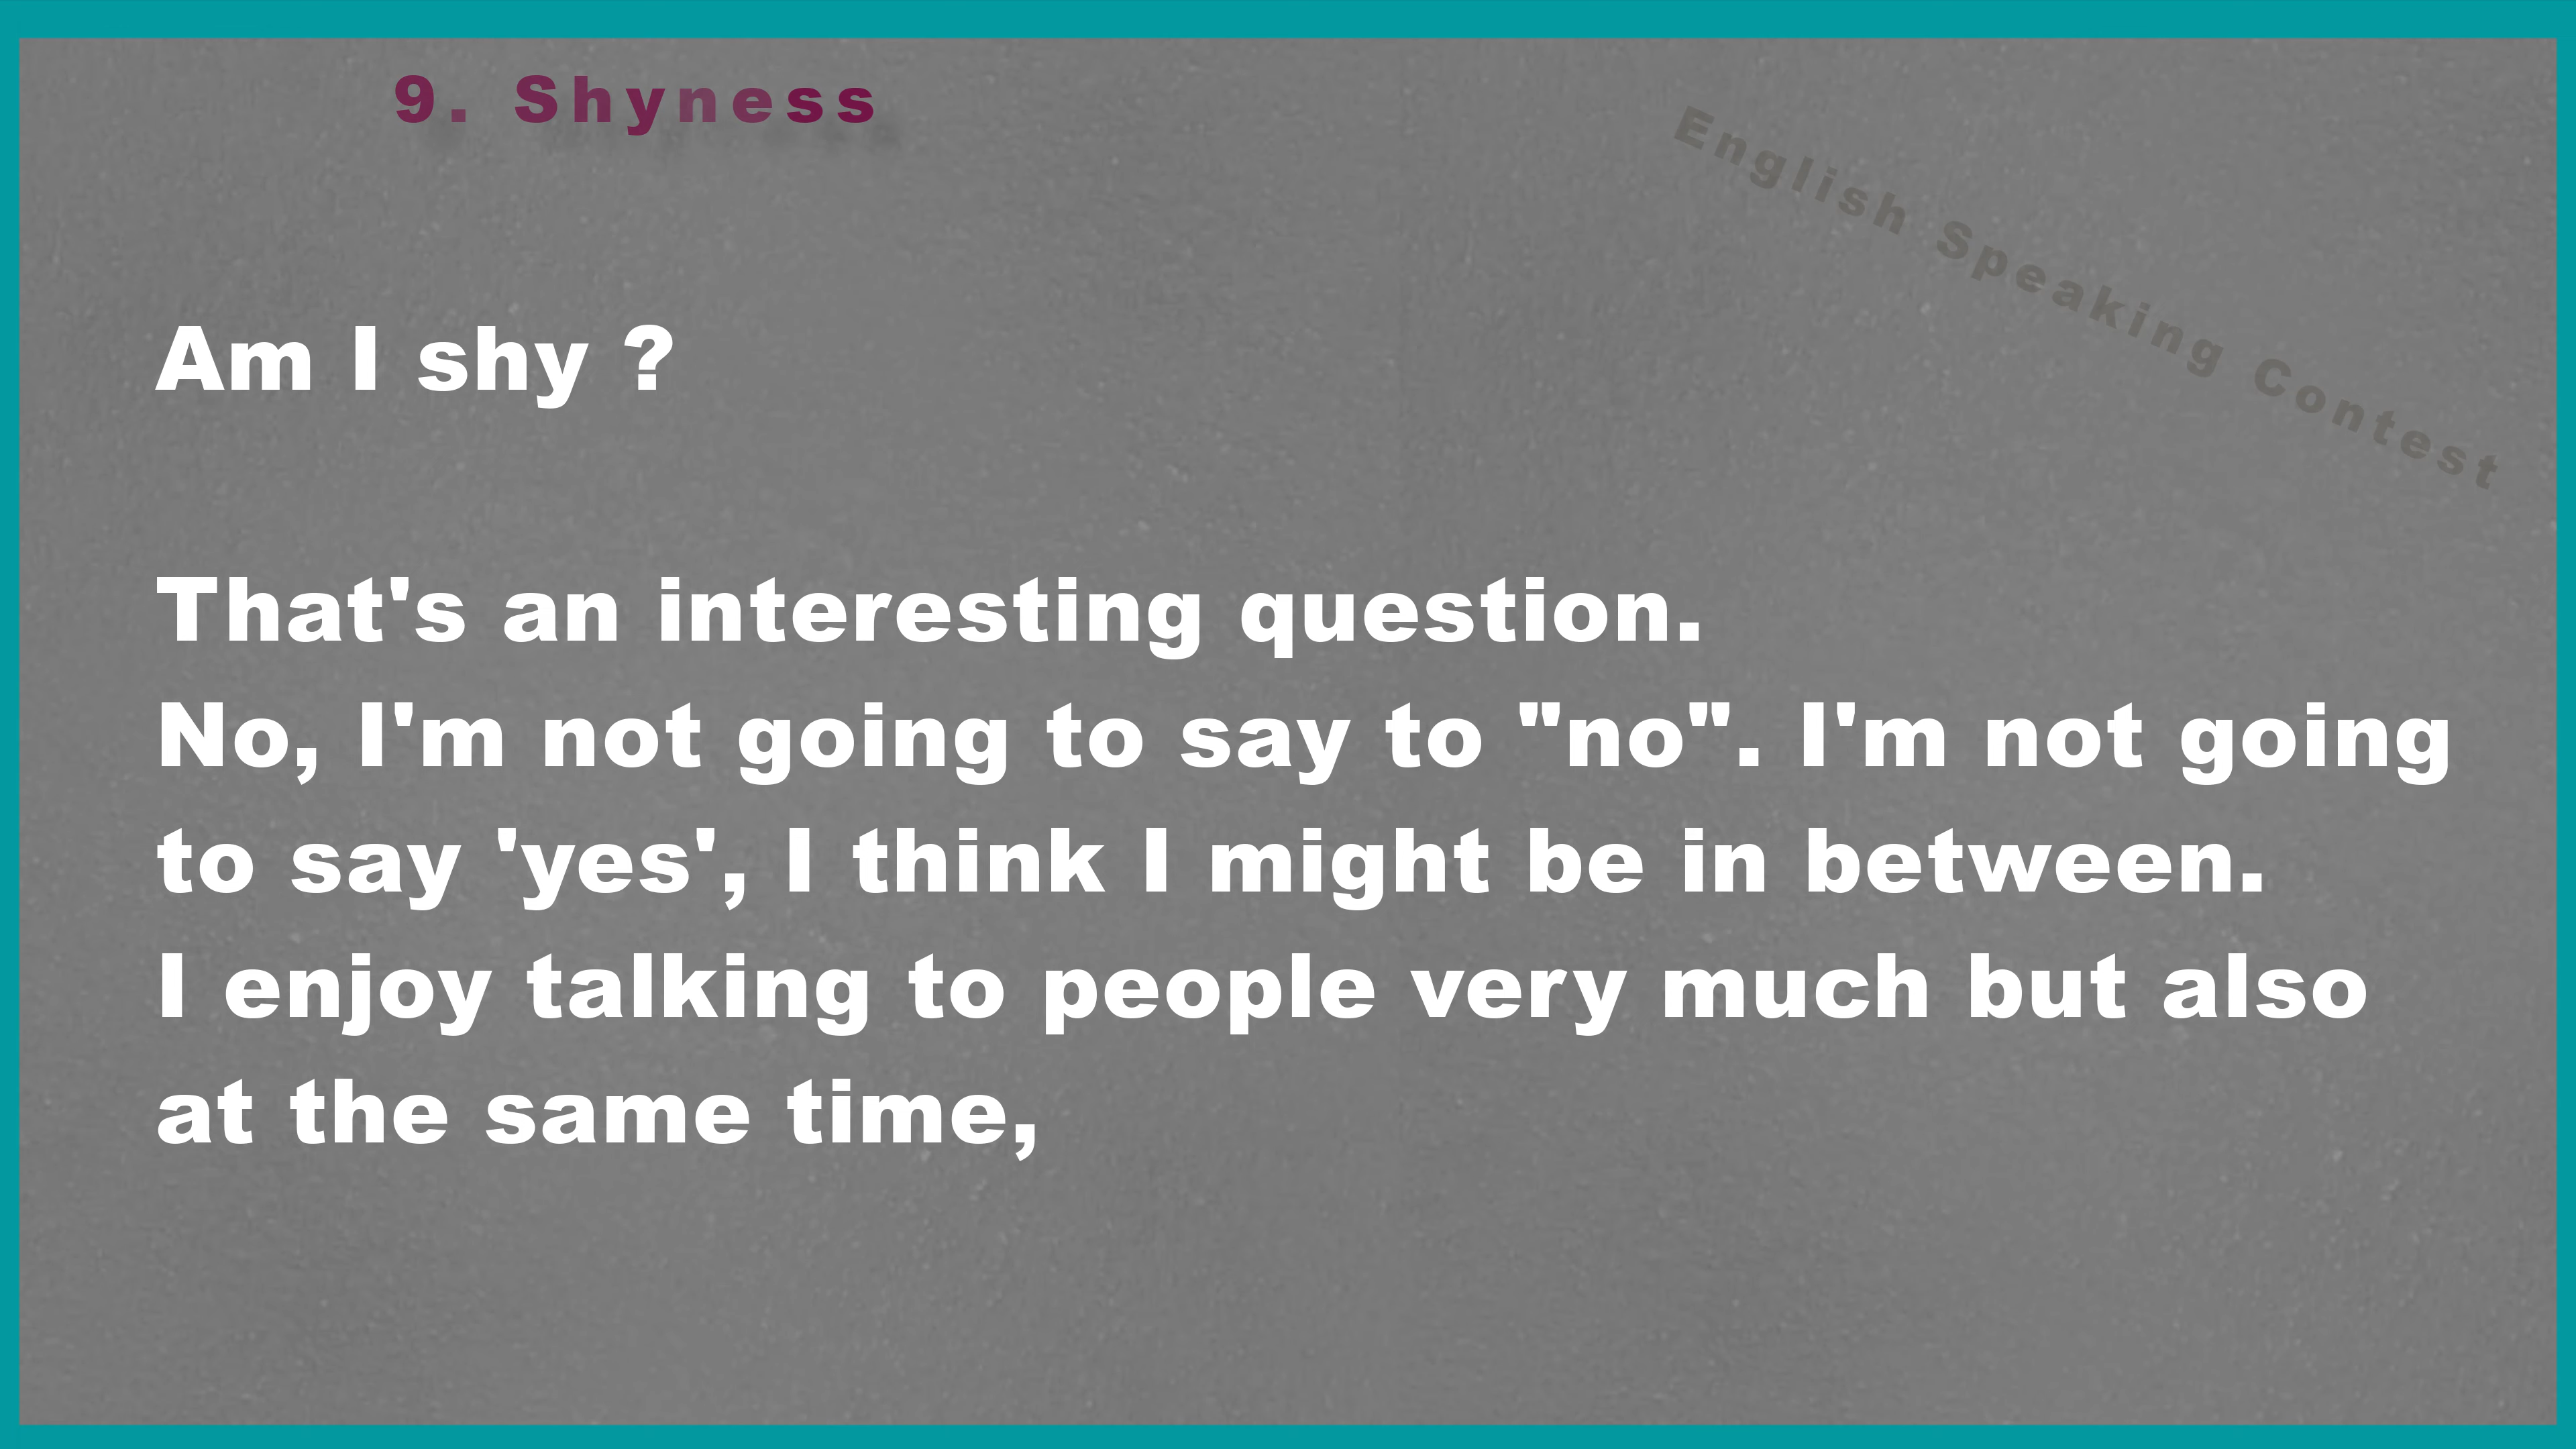 9. Shyness
English Speaking Contest
Am I shy ?
That's an interesting question.
No, I'm not going to say to "no". I'm not going
to say 'yes', I think I might be in between.
I enjoy talking to people very much but also
at the same time,